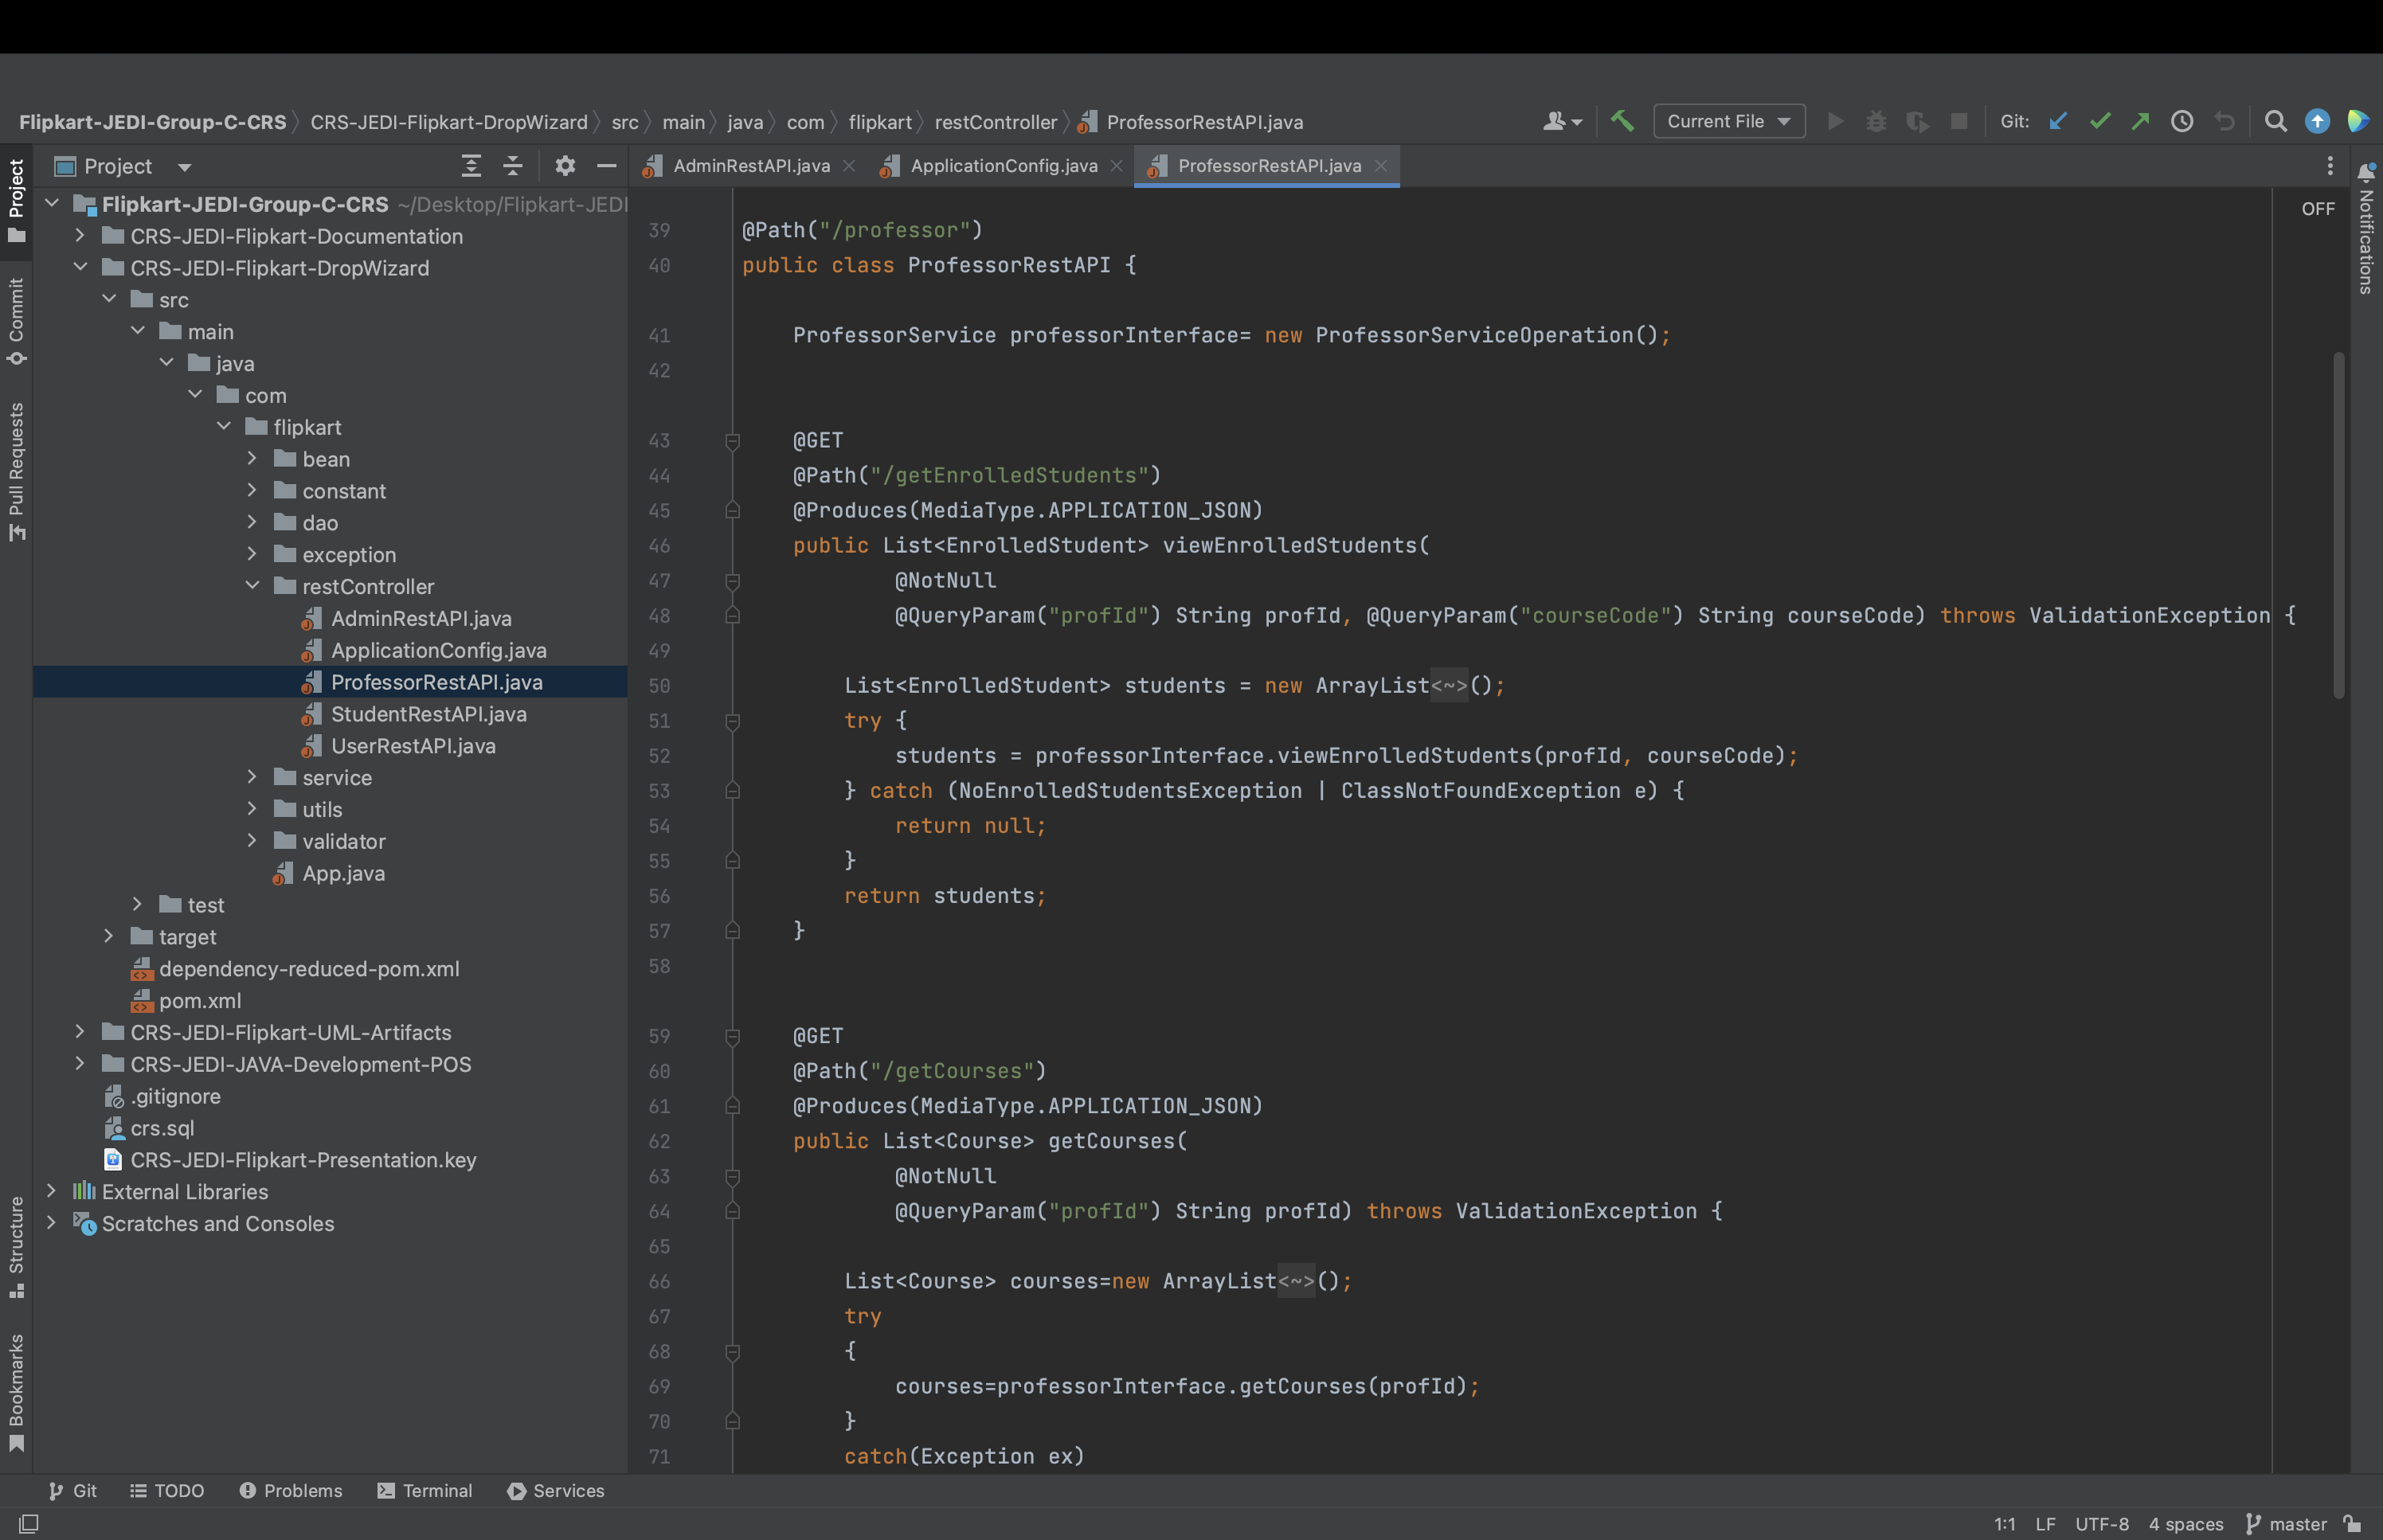 Flipkart-JEDI-Group-C-CRS CRS-JEDI-Flipkart-DropWizard src main java com flipkart restController ProfessorRestAPI.java Current File Git:
Project
AdminRestAPI.java ApplicationConfig.java ProfessorRestAPI.java
OFF
Project
Commit
Pull Requests
Structure
Bookmarks
Notifications
Flipkart-JEDI-Group-C-CRS ~/Desktop/Flipkart-JEDI
CRS-JEDI-Flipkart-Documentation
CRS-JEDI-Flipkart-DropWizard
src
main
java
com
flipkart
bean
constant
dao
exception
restController
AdminRestAPI.java
ApplicationConfig.java
ProfessorRestAPI.java
StudentRestAPI.java
UserRestAPI.java
service
utils
validator
App.java
test
target
dependency-reduced-pom.xml
pom.xml
CRS-JEDI-Flipkart-UML-Artifacts
CRS-JEDI-JAVA-Development-POS
.gitignore
crs.sql
CRS-JEDI-Flipkart-Presentation.key
External Libraries
Scratches and Consoles
39 @Path("/professor")
40 public class ProfessorRestAPI {
41 ProfessorService professorInterface= new ProfessorServiceOperation();
42
43 @GET
44 @Path("/getEnrolledStudents")
45 @Produces(MediaType.APPLICATION_JSON)
46 public List<EnrolledStudent> viewEnrolledStudents(
47 @NotNull
48 @QueryParam("profId") String profId, @QueryParam("courseCode") String courseCode) throws ValidationException {
49
50 List<EnrolledStudent> students = new ArrayList<~>();
51 try {
52 students = professorInterface.viewEnrolledStudents(profId, courseCode);
53 } catch (NoEnrolledStudentsException | ClassNotFoundException e) {
54 return null;
55 }
56 return students;
57 }
58
59 @GET
60 @Path("/getCourses")
61 @Produces(MediaType.APPLICATION_JSON)
62 public List<Course> getCourses(
63 @NotNull
64 @QueryParam("profId") String profId) throws ValidationException {
65
66 List<Course> courses=new ArrayList<~>();
67 try
68 {
69 courses=professorInterface.getCourses(profId);
70 }
71 catch(Exception ex)
Git TODO Problems Terminal Services
1:1 LF UTF-8 4 spaces master